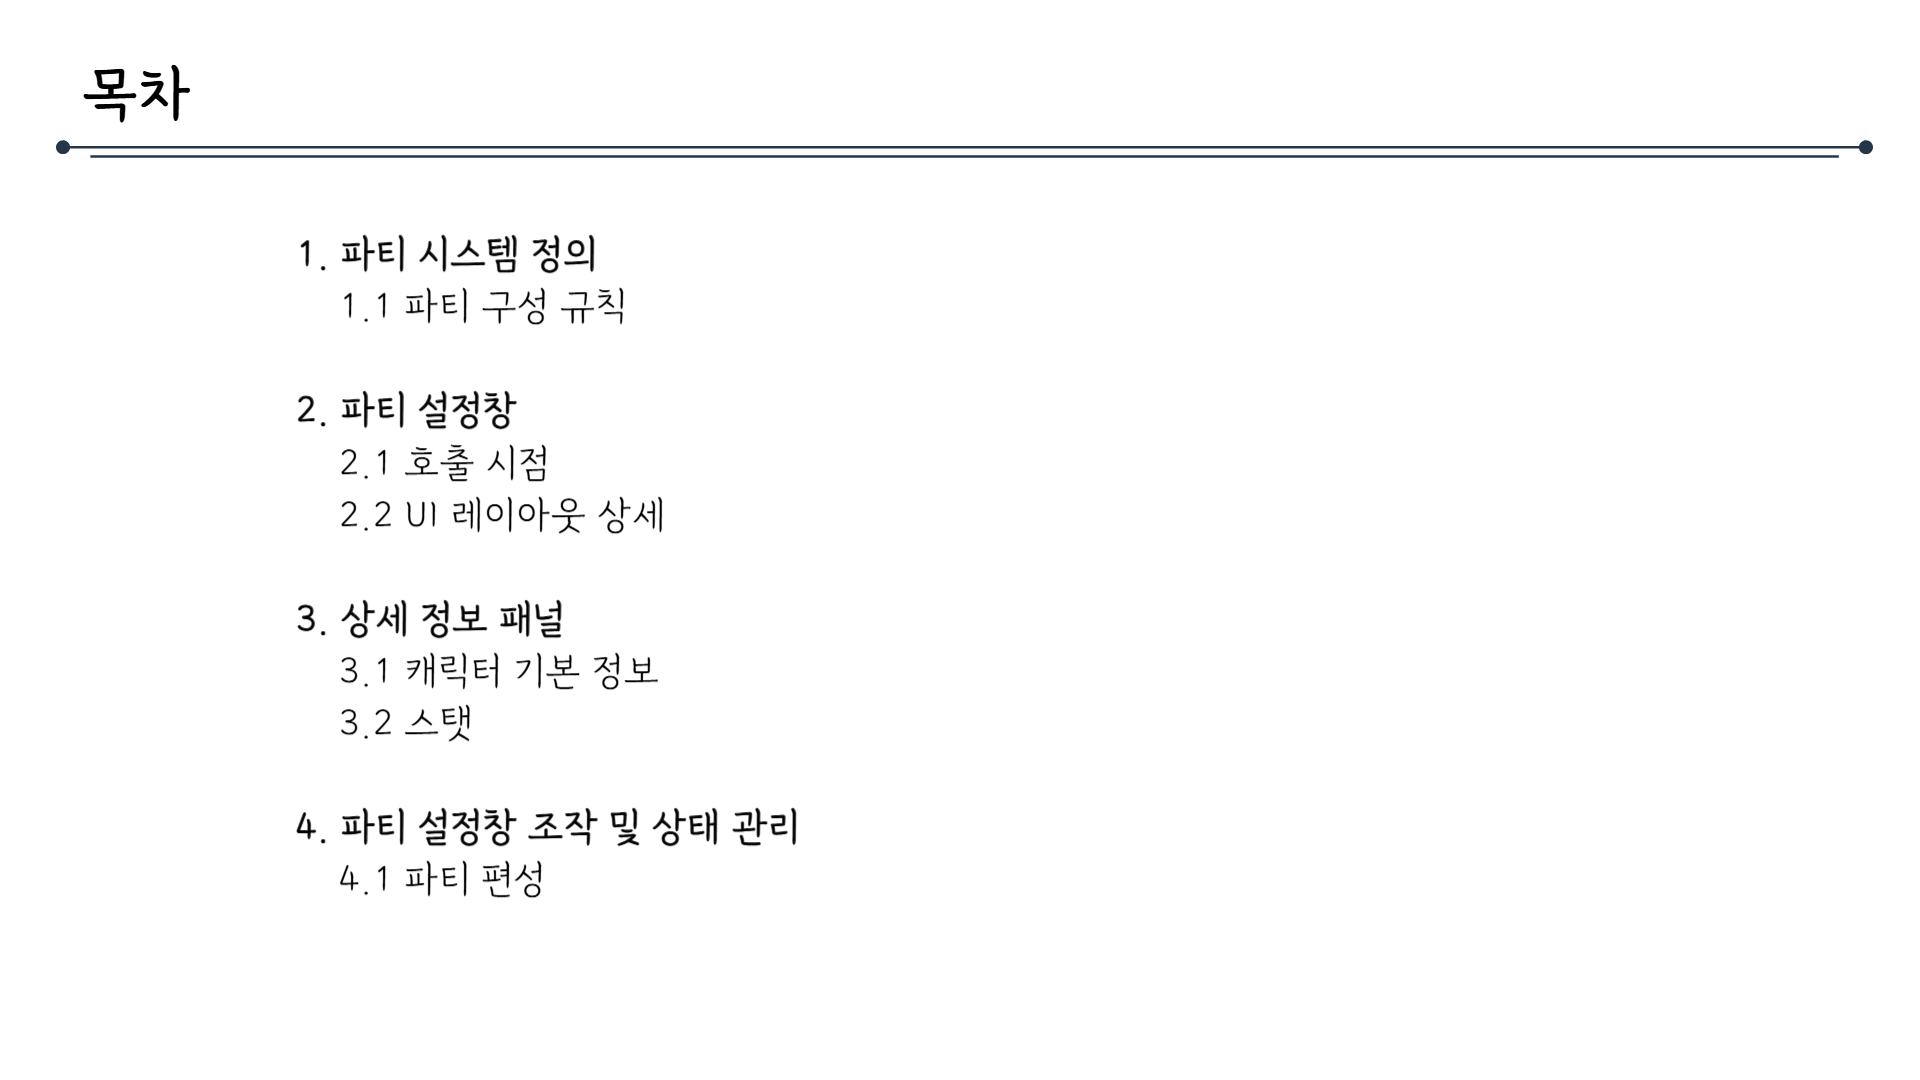 목차
1. 파티 시스템 정의
1.1 파티 구성 규칙
2. 파티 설정창
2.1 호출 시점
2.2 UI 레이아웃 상세
3. 상세 정보 패널
3.1 캐릭터 기본 정보
3.2 스탯
4. 파티 설정창 조작 및 상태 관리
4.1 파티 편성